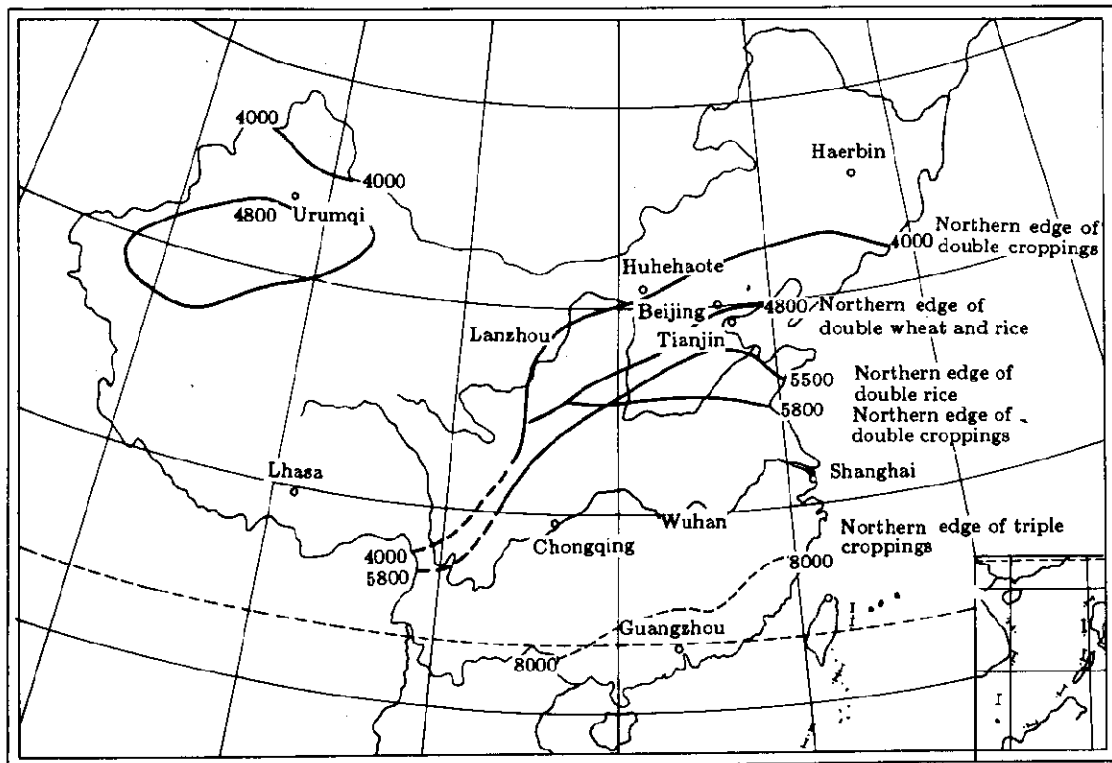 4000
Haerbin
4000
4800
Urumqi
4000
Northern edge of
double croppings
Huhehaote
Beijing
4800
Northern edge of
double wheat and rice
Lanzhou
Tianjin
5500
Northern edge of
double rice
5800
Northern edge of
double croppings
Lhasa
Shanghai
Wuhan
Chongqing
Northern edge of triple
croppings
4000
5800
8000
Guangzhou
8000